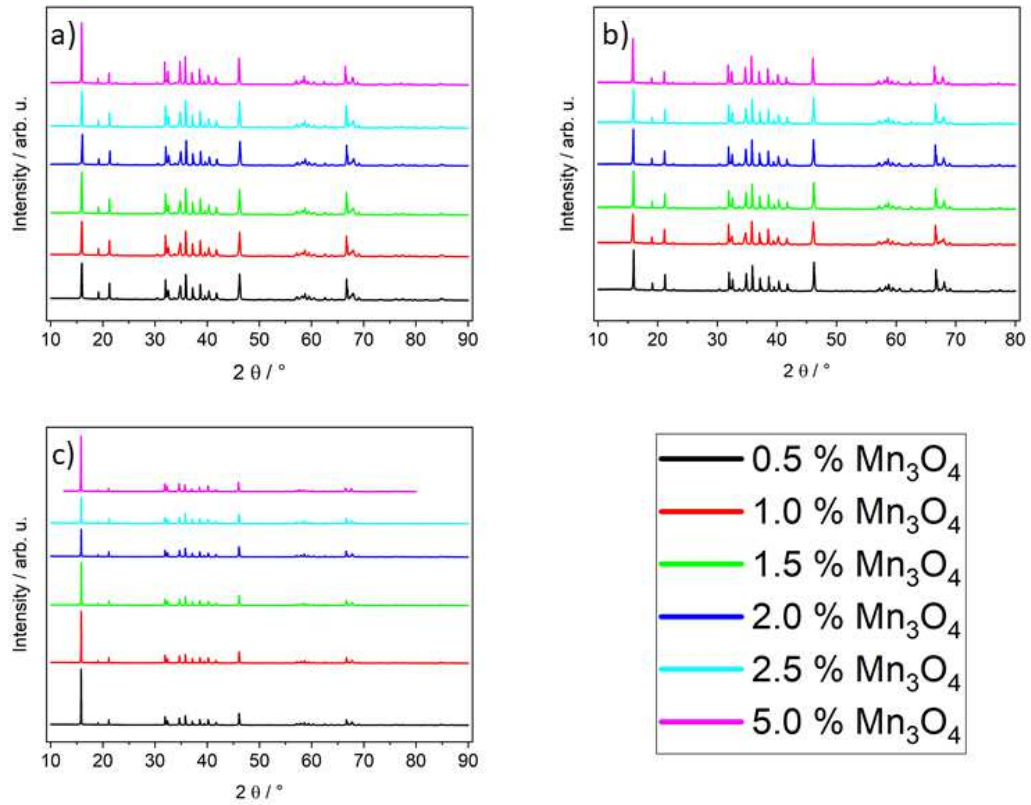 a)
Intensity / arb. u.
10 20 30 40 50 60 70 80 90
2 θ / °
b)
Intensity / arb. u.
10 20 30 40 50 60 70 80
2 θ / °
c)
Intensity / arb. u.
10 20 30 40 50 60 70 80 90
2 θ / °
0.5 % Mn₃O₄
1.0 % Mn₃O₄
1.5 % Mn₃O₄
2.0 % Mn₃O₄
2.5 % Mn₃O₄
5.0 % Mn₃O₄